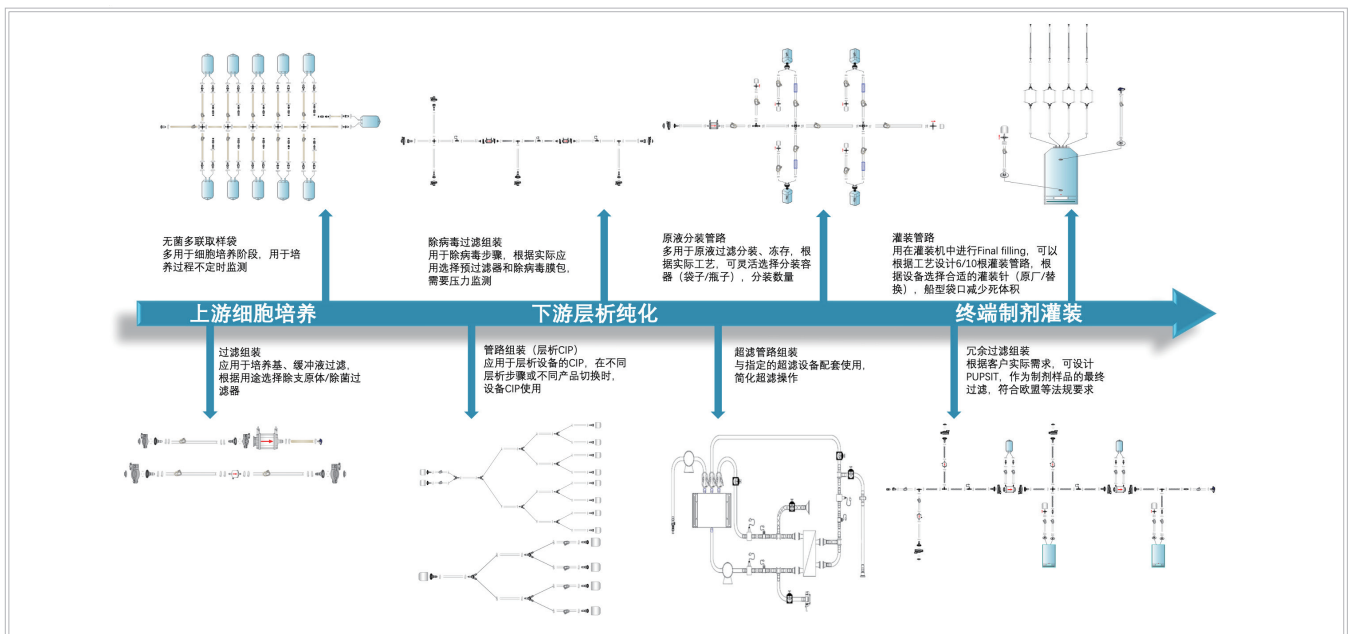 无菌多联取样袋
多用于细胞培养阶段，用于培
养过程不定时监测
除病毒过滤组装
用于除病毒步骤，根据实际应
用选择预过滤器和除病毒膜包，
需要压力监测
原液分装管路
多用于原液过滤分装、冻存，根
据实际工艺，可灵活选择分装容
器（袋子/瓶子），分装数量
灌装管路
用在灌装机中进行Final filling，可以
根据工艺设计6/10根灌装管路，根
据设备选择合适的灌装针（原厂/替
换），船型袋口减少死体积
上游细胞培养
下游层析纯化
终端制剂灌装
过滤组装
应用于培养基、缓冲液过滤，
根据用途选择除支原体/除菌过
滤器
管路组装（层析CIP）
应用于层析设备的CIP，在不同
层析步骤或不同产品切换时，
设备CIP使用
超滤管路组装
与指定的超滤设备配套使用，
简化超滤操作
冗余过滤组装
根据客户实际需求，可设计
PUPSIT，作为制剂样品的最终
过滤，符合欧盟等法规要求